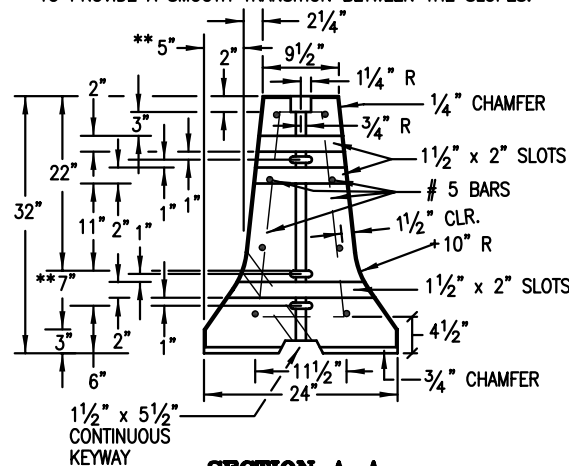 TO PROVIDE A SMOOTH TRANSITION BETWEEN THE SLOPES.
2¼"
** 5"
9½"
2"
2"
1¼" R
¼" CHAMFER
3"
¾" R
1½" x 2" SLOTS
22"
1"
1"
# 5 BARS
32"
11"
2"
1"
1"
1½" CLR.
+10" R
**7"
1½" x 2" SLOTS
3"
2"
1"
4½"
6"
11½"
¾" CHAMFER
24"
1½" x 5½"
CONTINUOUS
KEYWAY